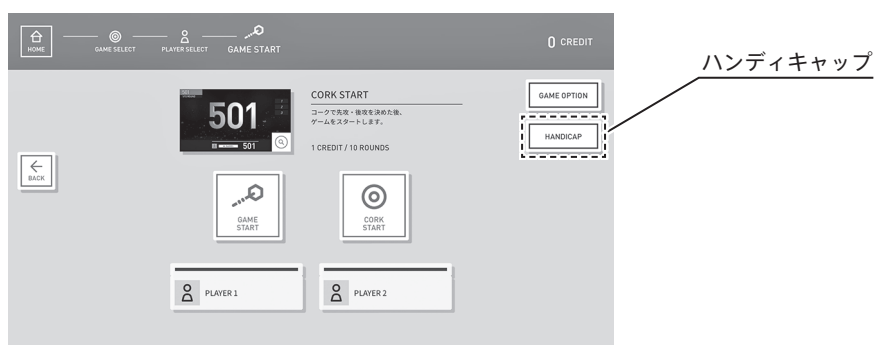 HOME
GAME SELECT
PLAYER SELECT
GAME START
0 CREDIT
ハンディキャップ
501
501
CORK START
コークで先攻・後攻を決めた後、
ゲームをスタートします。
1 CREDIT / 10 ROUNDS
GAME OPTION
HANDICAP
BACK
GAME
START
CORK
START
PLAYER 1
PLAYER 2